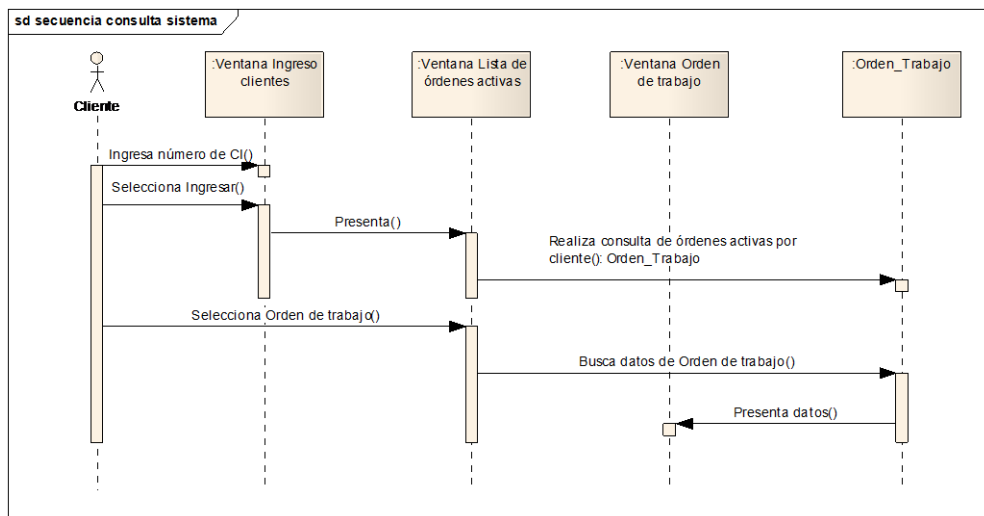 sd secuencia consulta sistema
Cliente
:Ventana Ingreso
clientes
:Ventana Lista de
órdenes activas
:Ventana Orden
de trabajo
:Orden_Trabajo
Ingresa número de CI()
Selecciona Ingresar()
Presenta()
Realiza consulta de órdenes activas por
cliente(): Orden_Trabajo
Selecciona Orden de trabajo()
Busca datos de Orden de trabajo()
Presenta datos()